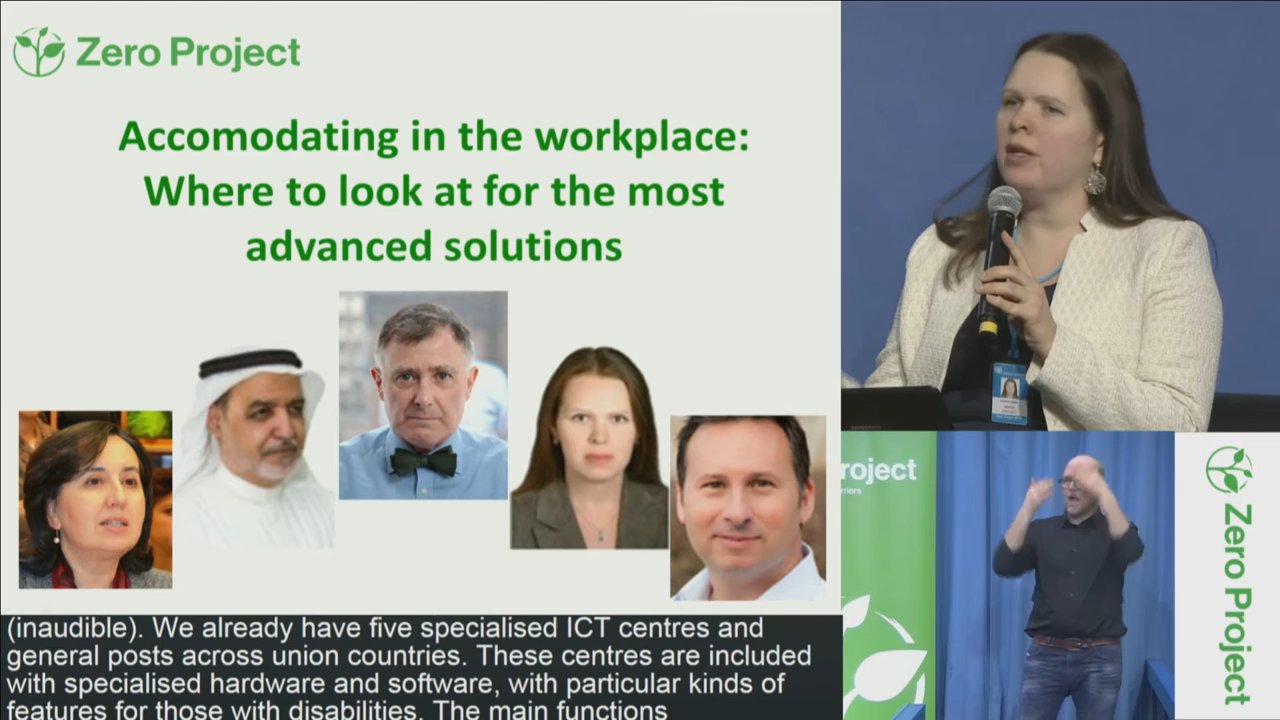 Zero Project
Accomodating in the workplace:
Where to look at for the most
advanced solutions
(inaudible). We already have five specialised ICT centres and
general posts across union countries. These centres are included
with specialised hardware and software, with particular kinds of
features for those with disabilities. The main functions
roject
rriers
Zero Project